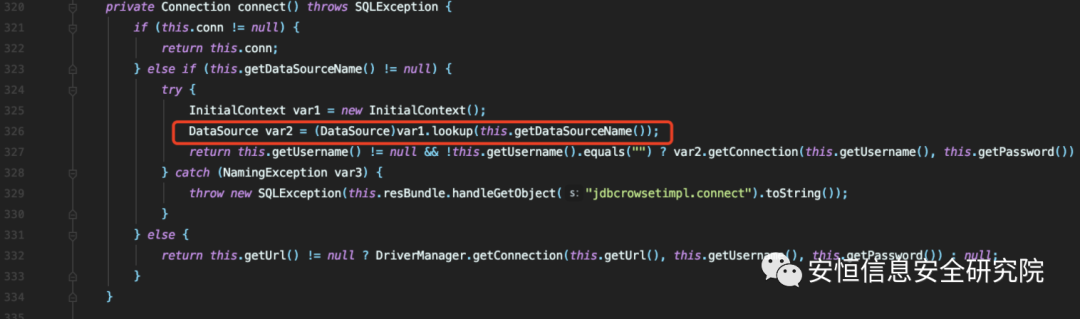 320 private Connection connect() throws SQLException {
321 if (this.conn != null) {
322 return this.conn;
323 } else if (this.getDataSourceName() != null) {
324 try {
325 InitialContext var1 = new InitialContext();
326 DataSource var2 = (DataSource)var1.lookup(this.getDataSourceName());
327 return this.getUsername() != null && !this.getUsername().equals("") ? var2.getConnection(this.getUsername(), this.getPassword())
328 } catch (NamingException var3) {
329 throw new SQLException(this.resBundle.handleGetObject( s: "jdbcrowsetimpl.connect").toString());
330 }
331 } else {
332 return this.getUrl() != null ? DriverManager.getConnection(this.getUrl(), this.getUsername(), this.getPassword()) : null;
333 }
334 }
335
安恒信息安全研究院